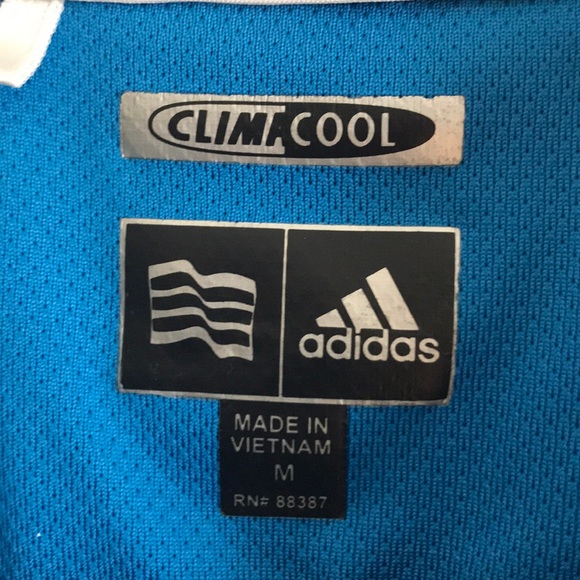 CLIMACOOL
adidas
MADE IN
VIETNAM
M
RN# 88387